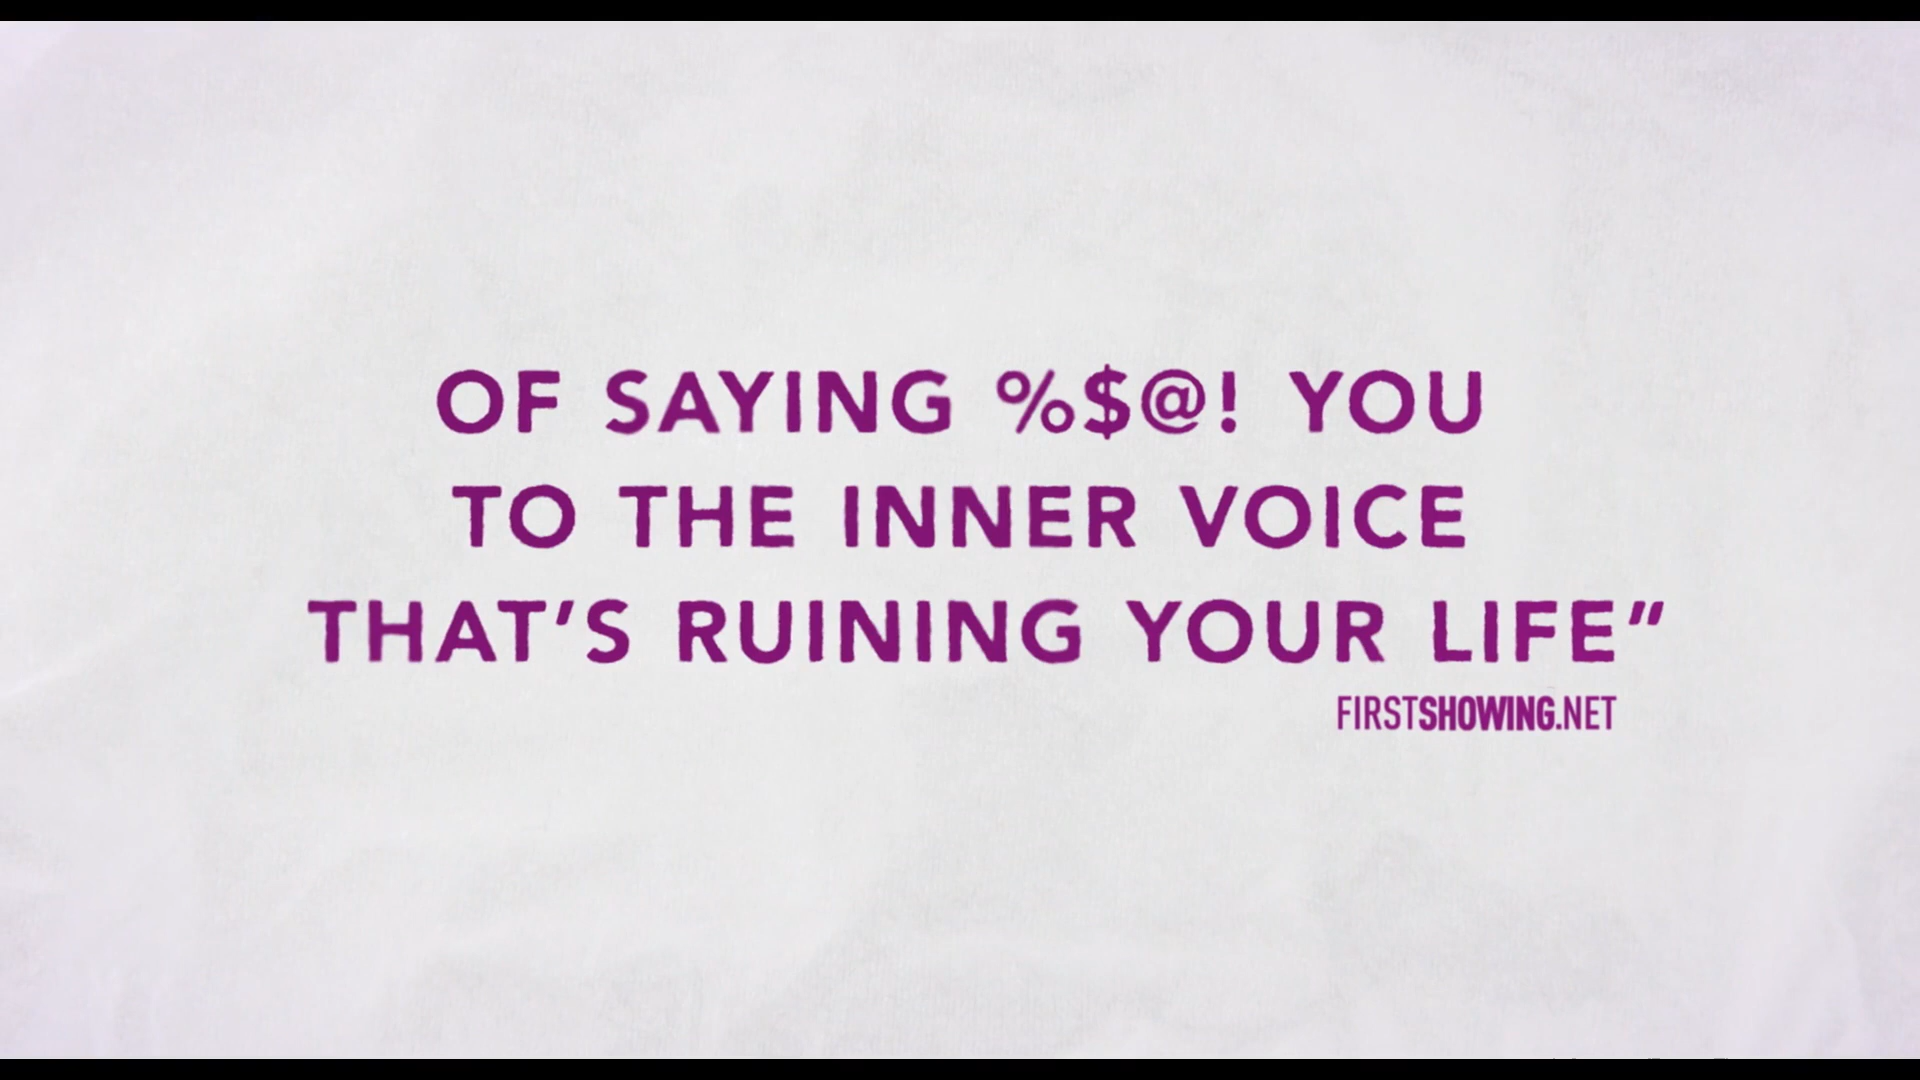 OF SAYING %$@! YOU
TO THE INNER VOICE
THAT’S RUINING YOUR LIFE”
FIRSTSHOWING.NET